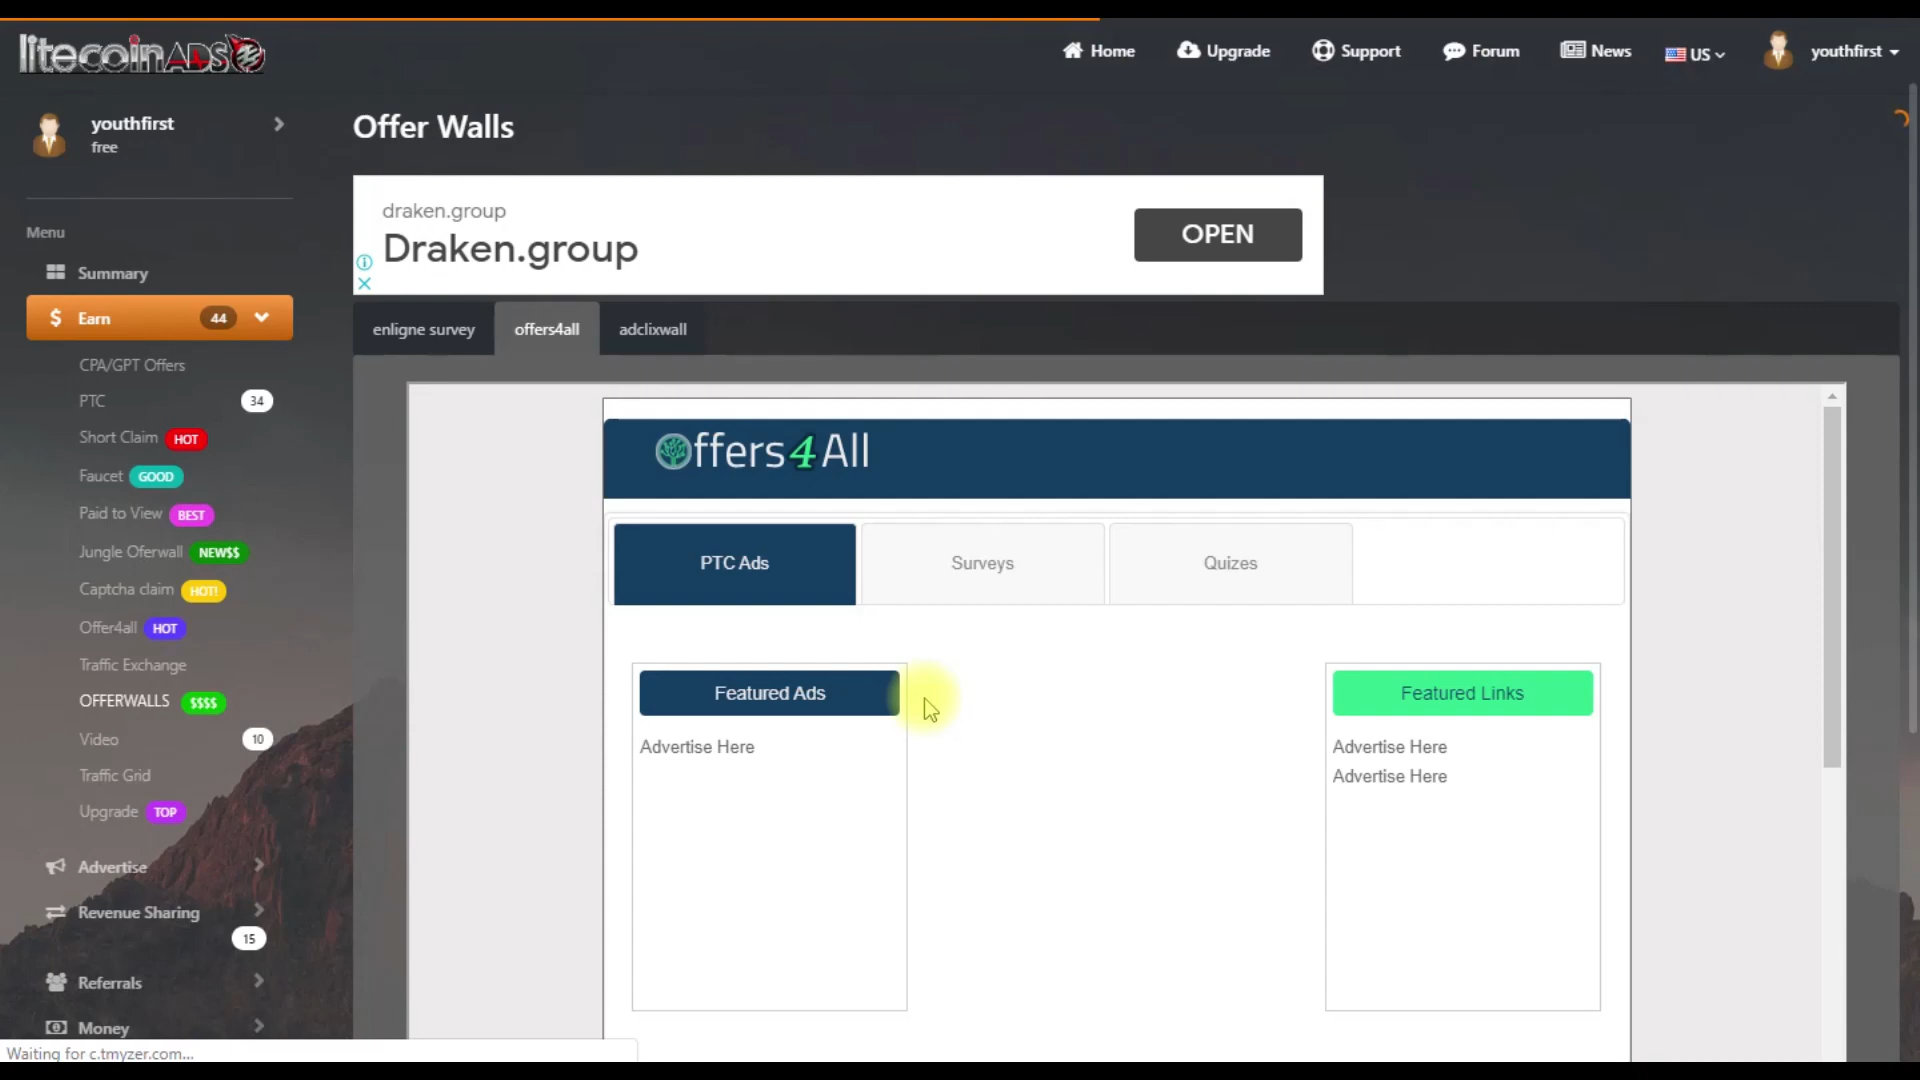 litecoinADS
Home
Upgrade
Support
Forum
News
US
youthfirst
youthfirst
free
Menu
Summary
Earn 44
CPA/GPT Offers
PTC 34
Short Claim HOT
Faucet GOOD
Paid to View BEST
Jungle Oferwall NEW$$
Captcha claim HOT!
Offer4all HOT
Traffic Exchange
OFFERWALLS $$$$
Video 10
Traffic Grid
Upgrade TOP
Advertise
Revenue Sharing
15
Referrals
Money
Waiting for c.tmyzer.com...
Offer Walls
draken.group
Draken.group
OPEN
enligne survey
offers4all
adclixwall
Offers4All
PTC Ads
Surveys
Quizes
Featured Ads
Advertise Here
Featured Links
Advertise Here
Advertise Here